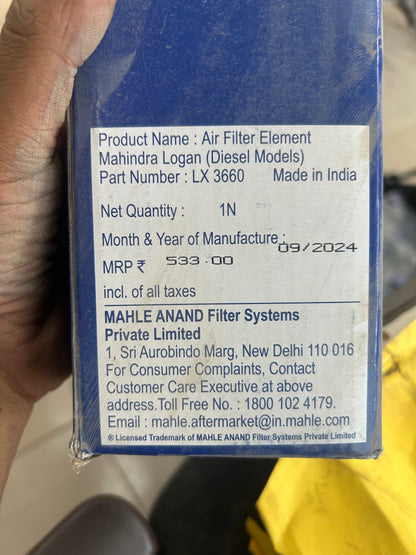 Product Name : Air Filter Element
Mahindra Logan (Diesel Models)
Part Number : LX 3660 Made in India
Net Quantity : 1N
Month & Year of Manufacture : 09/2024
MRP ₹ 533.00
incl. of all taxes
MAHLE ANAND Filter Systems
Private Limited
1, Sri Aurobindo Marg, New Delhi 110 016
For Consumer Complaints, Contact
Customer Care Executive at above
address.Toll Free No. : 1800 102 4179.
Email : mahle.aftermarket@in.mahle.com
® Licensed Trademark of MAHLE ANAND Filter Systems Private Limited